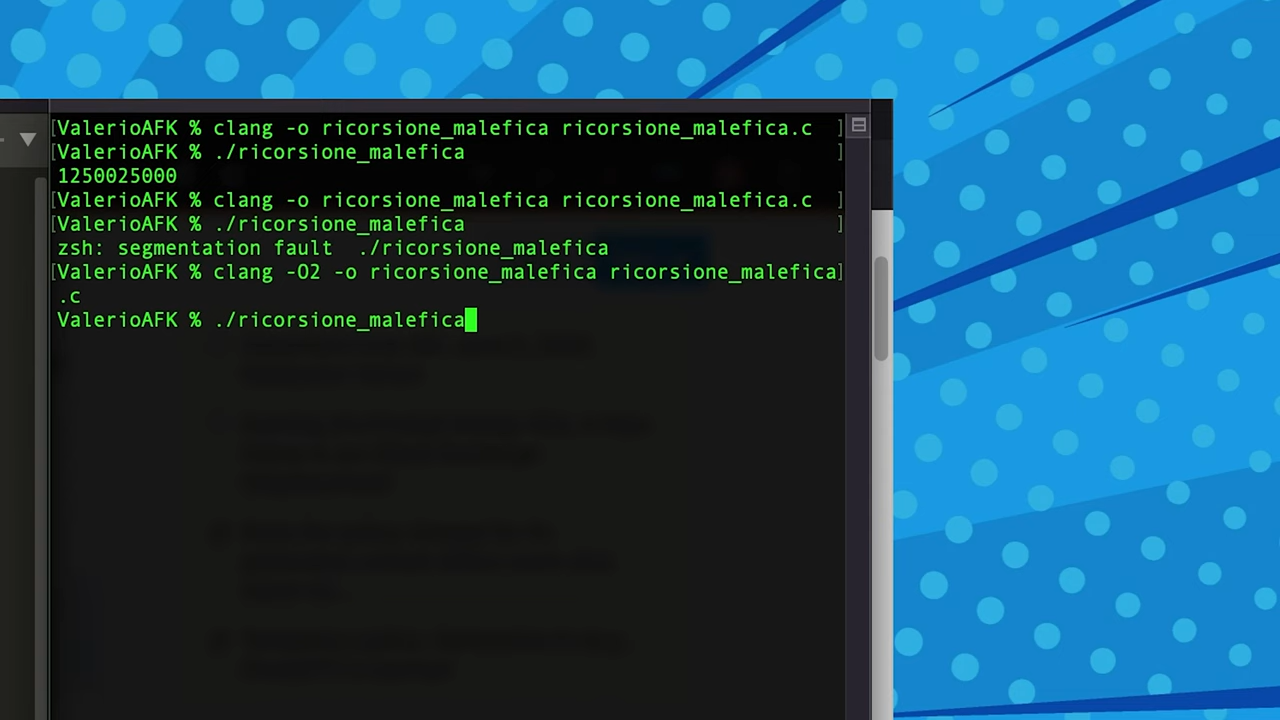 [ValerioAFK % clang -o ricorsione_malefica ricorsione_malefica.c ]
[ValerioAFK % ./ricorsione_malefica ]
1250025000
[ValerioAFK % clang -o ricorsione_malefica ricorsione_malefica.c ]
[ValerioAFK % ./ricorsione_malefica ]
zsh: segmentation fault  ./ricorsione_malefica
[ValerioAFK % clang -O2 -o ricorsione_malefica ricorsione_malefica]
.c
ValerioAFK % ./ricorsione_malefica